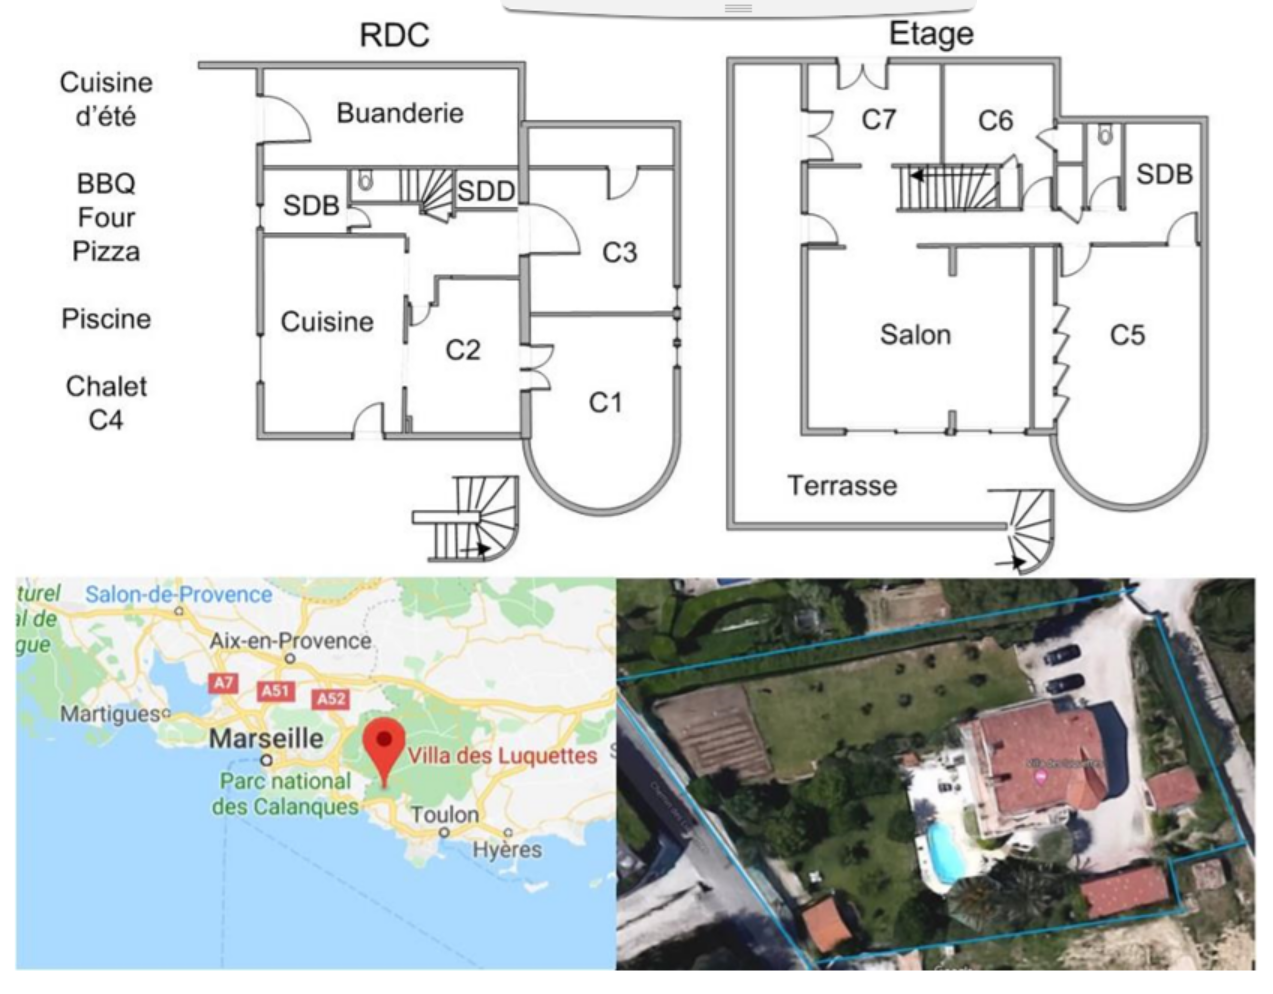 RDC
Etage
Cuisine
d'été
BBQ
Four
Pizza
Piscine
Chalet
C4
Buanderie
SDB
SDD
C3
Cuisine
C2
C1
C7
C6
SDB
Salon
C5
Terrasse
turel
al de
gue
Salon-de-Provence
Aix-en-Provence
A7
A51
A52
Martigues
Marseille
Villa des Luquettes
Parc national
des Calanques
Toulon
Hyères
Villa des Luquettes